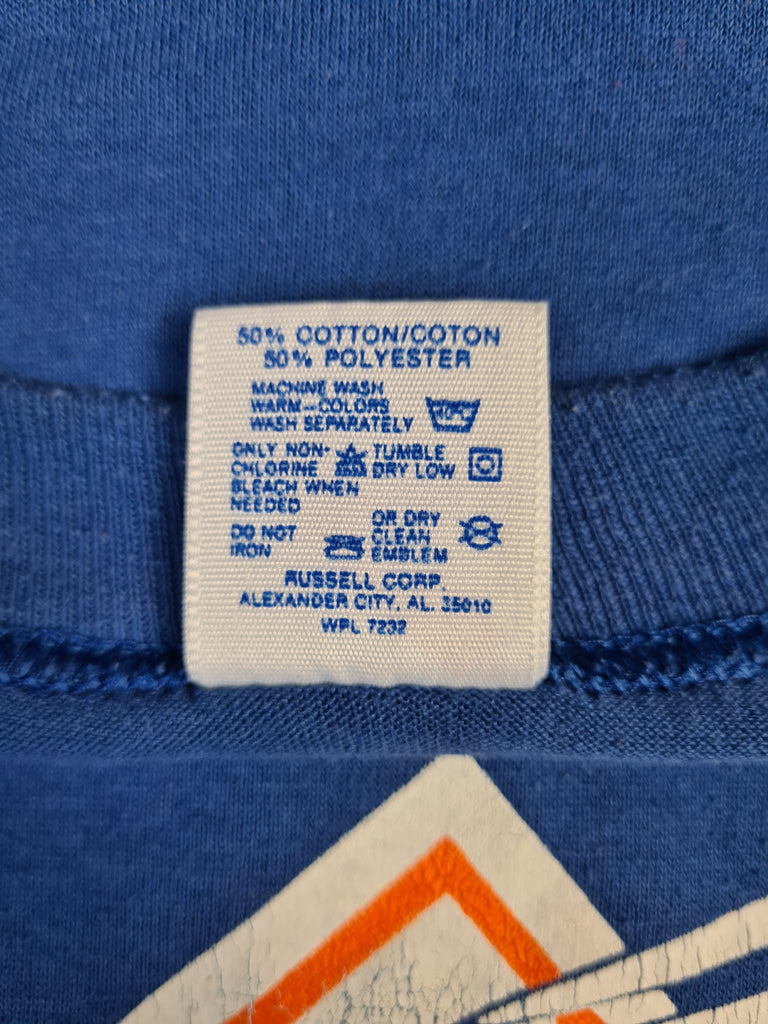 50% COTTON/COTON
50% POLYESTER
MACHINE WASH
WARM—COLORS
WASH SEPARATELY
ONLY NON-
CHLORINE
BLEACH WHEN
NEEDED
TUMBLE
DRY LOW
DO NOT
IRON
OR DRY
CLEAN
EMBLEM
RUSSELL CORP.
ALEXANDER CITY, AL. 35010
WPL 7232